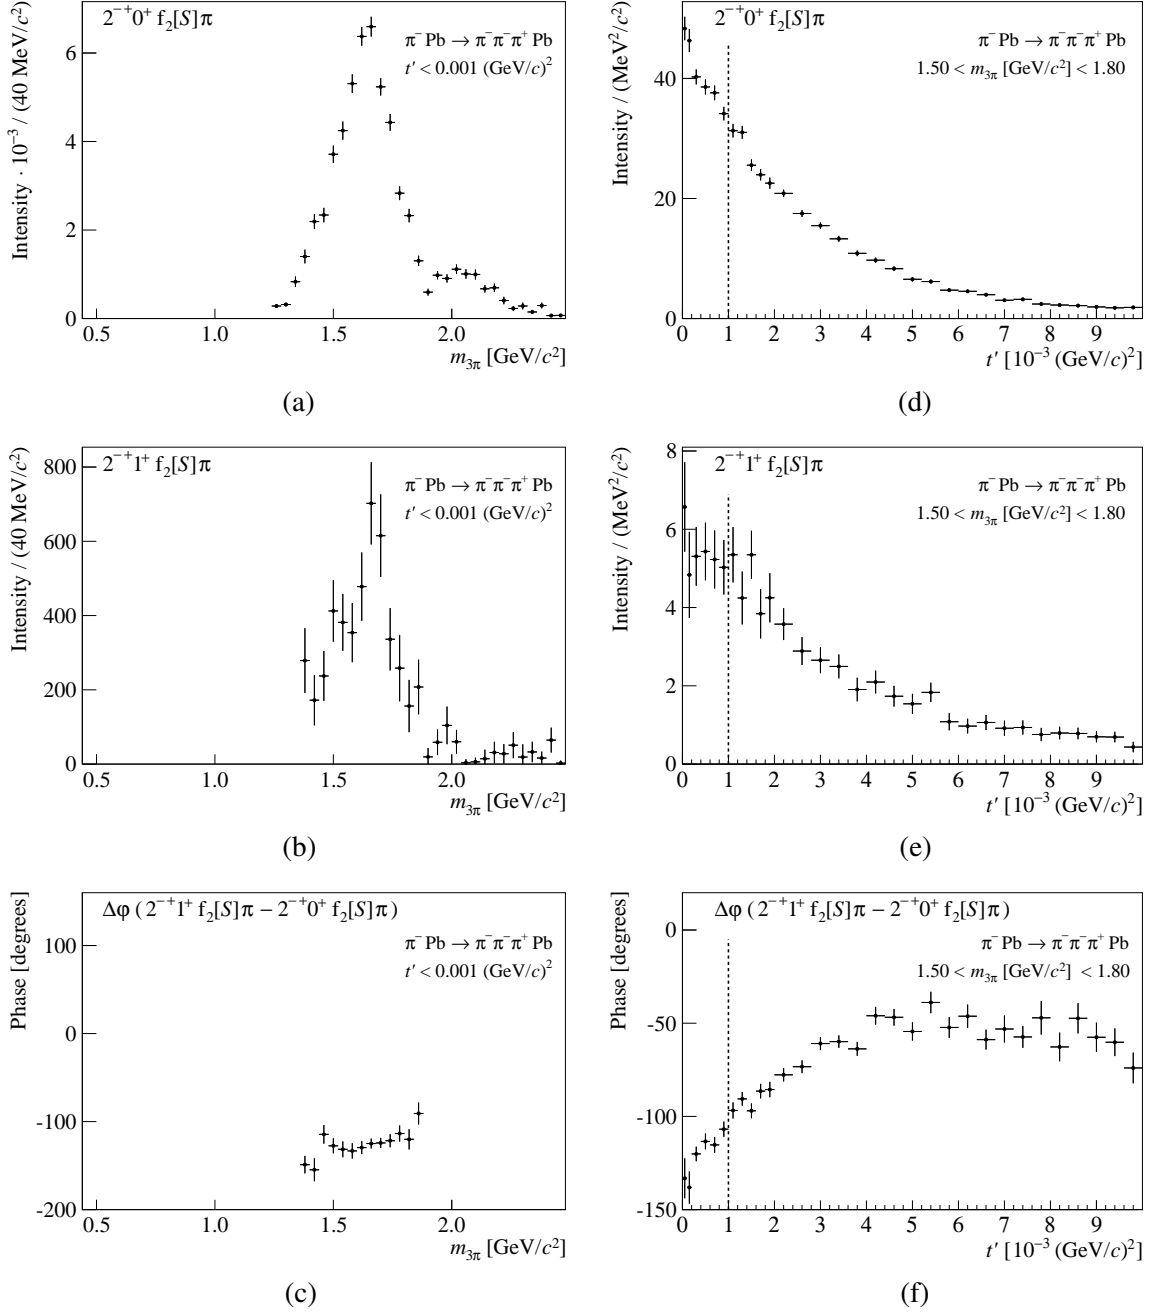 2⁻⁺0⁺ f₂[S]π
π⁻ Pb → π⁻π⁻π⁺ Pb
t′ < 0.001 (GeV/c)²
Intensity · 10⁻³ / (40 MeV/c²)
6
4
2
0
0.5 1.0 1.5 2.0
m₃π [GeV/c²]
(a)
2⁻⁺0⁺ f₂[S]π
π⁻ Pb → π⁻π⁻π⁺ Pb
1.50 < m₃π [GeV/c²] < 1.80
Intensity / (MeV²/c²)
40
20
0
0 1 2 3 4 5 6 7 8 9
t′ [10⁻³ (GeV/c)²]
(d)
2⁻⁺1⁺ f₂[S]π
π⁻ Pb → π⁻π⁻π⁺ Pb
t′ < 0.001 (GeV/c)²
Intensity / (40 MeV/c²)
800
600
400
200
0
0.5 1.0 1.5 2.0
m₃π [GeV/c²]
(b)
2⁻⁺1⁺ f₂[S]π
π⁻ Pb → π⁻π⁻π⁺ Pb
1.50 < m₃π [GeV/c²] < 1.80
Intensity / (MeV²/c²)
8
6
4
2
0
0 1 2 3 4 5 6 7 8 9
t′ [10⁻³ (GeV/c)²]
(e)
Δφ (2⁻⁺1⁺ f₂[S]π − 2⁻⁺0⁺ f₂[S]π)
π⁻ Pb → π⁻π⁻π⁺ Pb
t′ < 0.001 (GeV/c)²
Phase [degrees]
100
0
-100
-200
0.5 1.0 1.5 2.0
m₃π [GeV/c²]
(c)
Δφ (2⁻⁺1⁺ f₂[S]π − 2⁻⁺0⁺ f₂[S]π)
π⁻ Pb → π⁻π⁻π⁺ Pb
1.50 < m₃π [GeV/c²] < 1.80
Phase [degrees]
0
-50
-100
-150
0 1 2 3 4 5 6 7 8 9
t′ [10⁻³ (GeV/c)²]
(f)